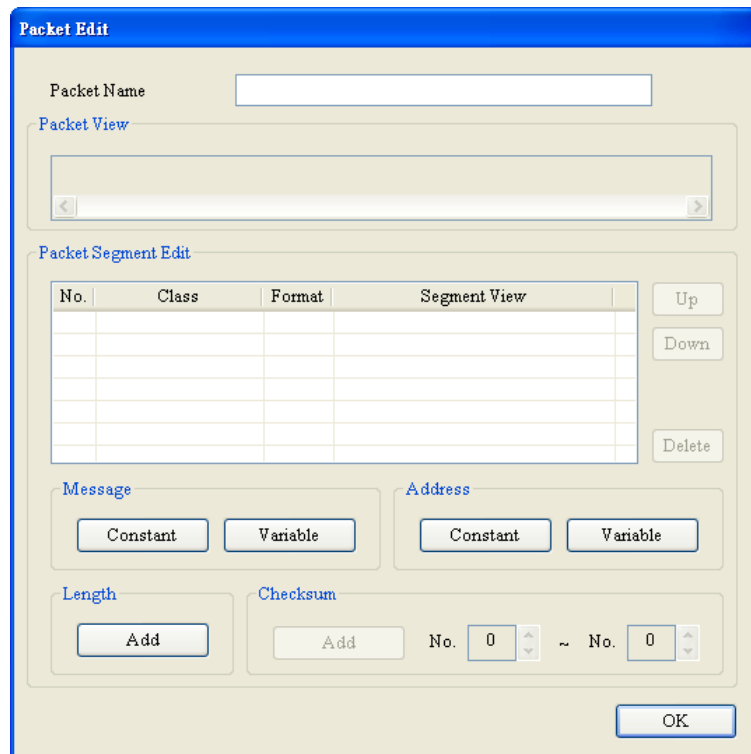 Packet Edit
Packet Name
Packet View
Packet Segment Edit
No. Class Format Segment View
Up
Down
Delete
Message
Constant Variable
Address
Constant Variable
Length
Add
Checksum
Add No. 0 ~ No. 0
OK